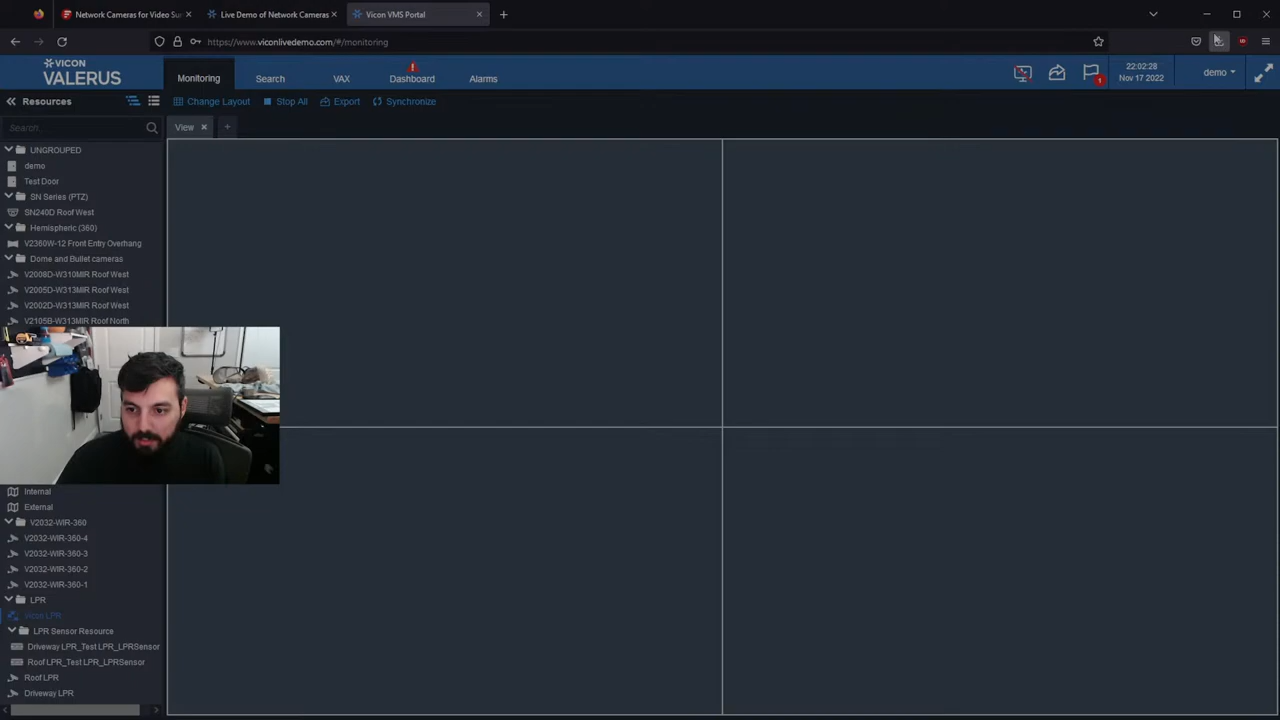 Network Cameras for Video Sur
Live Demo of Network Cameras
Vicon VMS Portal
https://www.viconlivedemo.com/#/monitoring
VICON
VALERUS
Monitoring
Search
VAX
Dashboard
Alarms
1
22:02:28
Nov 17 2022
demo
Resources
Change Layout
Stop All
Export
Synchronize
Search...
View
UNGROUPED
demo
Test Door
SN Series (PTZ)
SN240D Roof West
Hemispheric (360)
V2360W-12 Front Entry Overhang
Dome and Bullet cameras
V2008D-W310MIR Roof West
V2005D-W313MIR Roof West
V2002D-W313MIR Roof West
V2105B-W313MIR Roof North
Internal
External
V2032-WIR-360
V2032-WIR-360-4
V2032-WIR-360-3
V2032-WIR-360-2
V2032-WIR-360-1
LPR
vicon LPR
LPR Sensor Resource
Driveway LPR_Test LPR_LPRSensor
Roof LPR_Test LPR_LPRSensor
Roof LPR
Driveway LPR